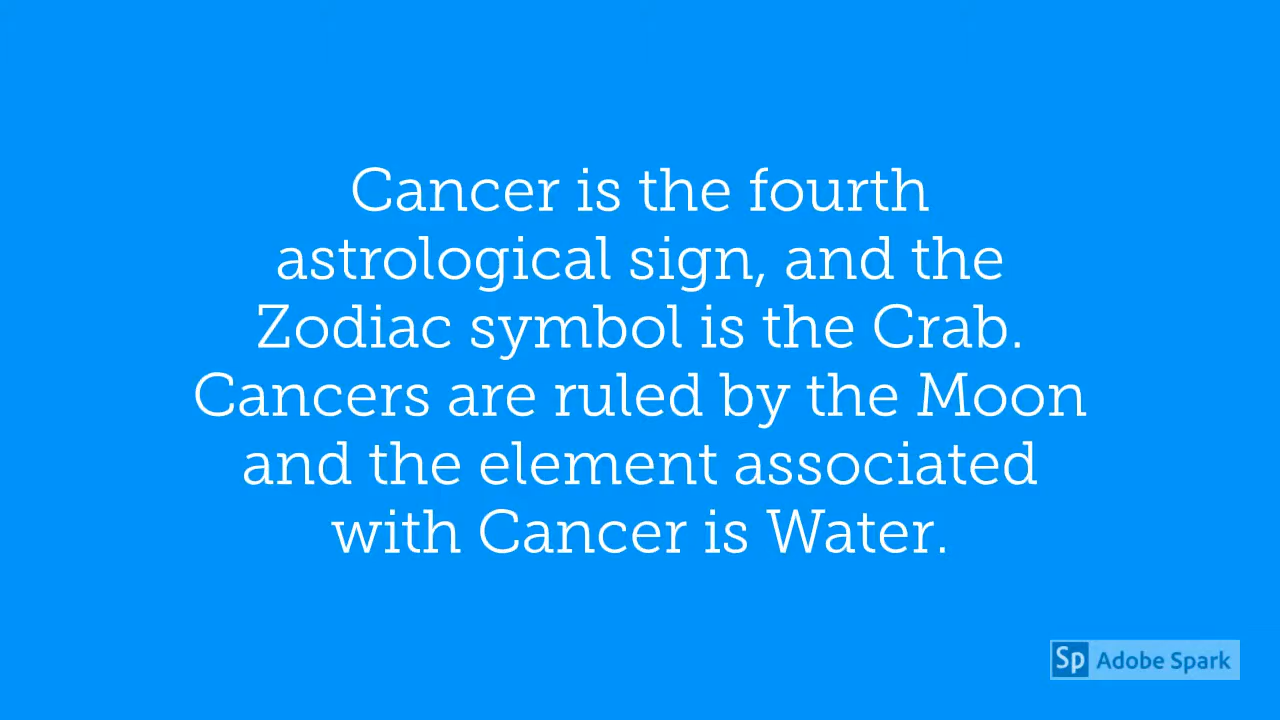 Cancer is the fourth
astrological sign, and the
Zodiac symbol is the Crab.
Cancers are ruled by the Moon
and the element associated
with Cancer is Water.
Sp Adobe Spark